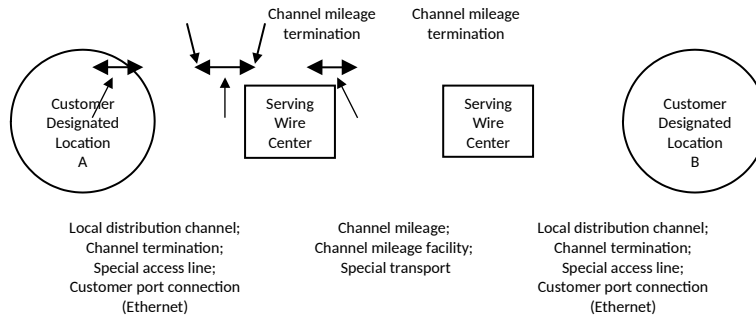 Channel mileage
termination
Channel mileage
termination
Customer
Designated
Location
A
Serving
Wire
Center
Serving
Wire
Center
Customer
Designated
Location
B
Local distribution channel;
Channel termination;
Special access line;
Customer port connection
(Ethernet)
Channel mileage;
Channel mileage facility;
Special transport
Local distribution channel;
Channel termination;
Special access line;
Customer port connection
(Ethernet)